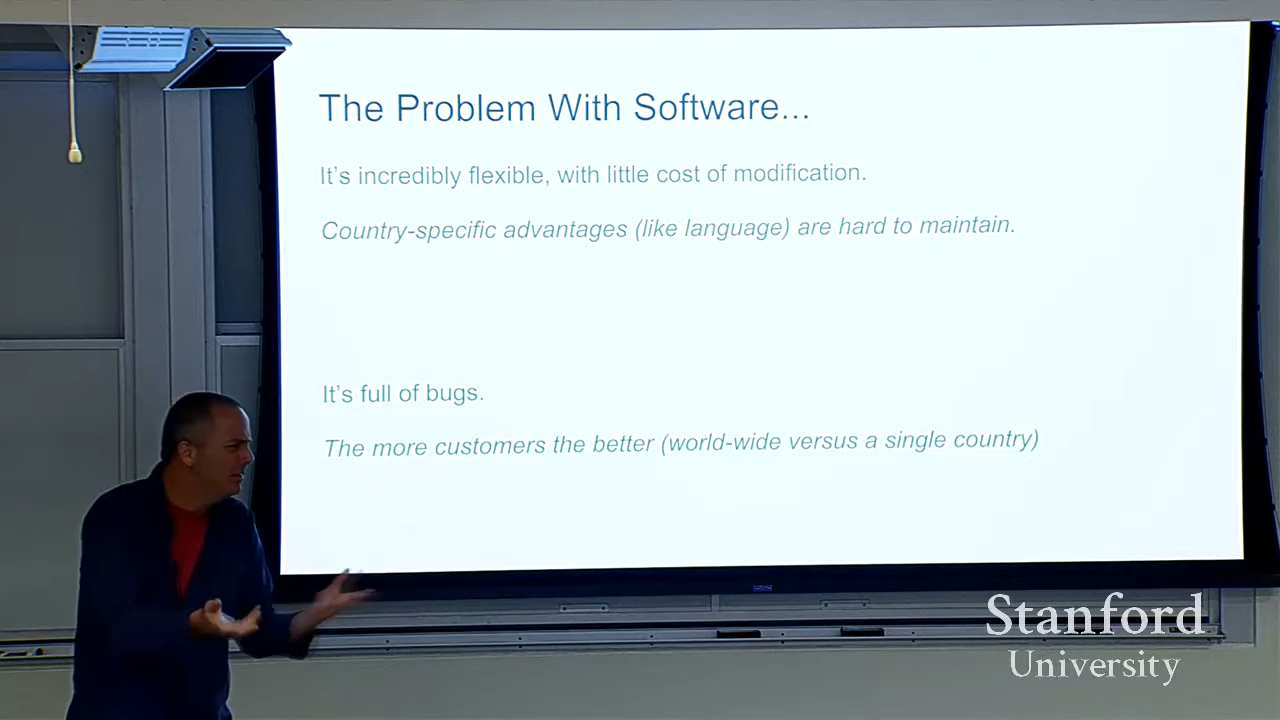 The Problem With Software...
It's incredibly flexible, with little cost of modification.
Country-specific advantages (like language) are hard to maintain.
It's full of bugs.
The more customers the better (world-wide versus a single country)
Stanford
University